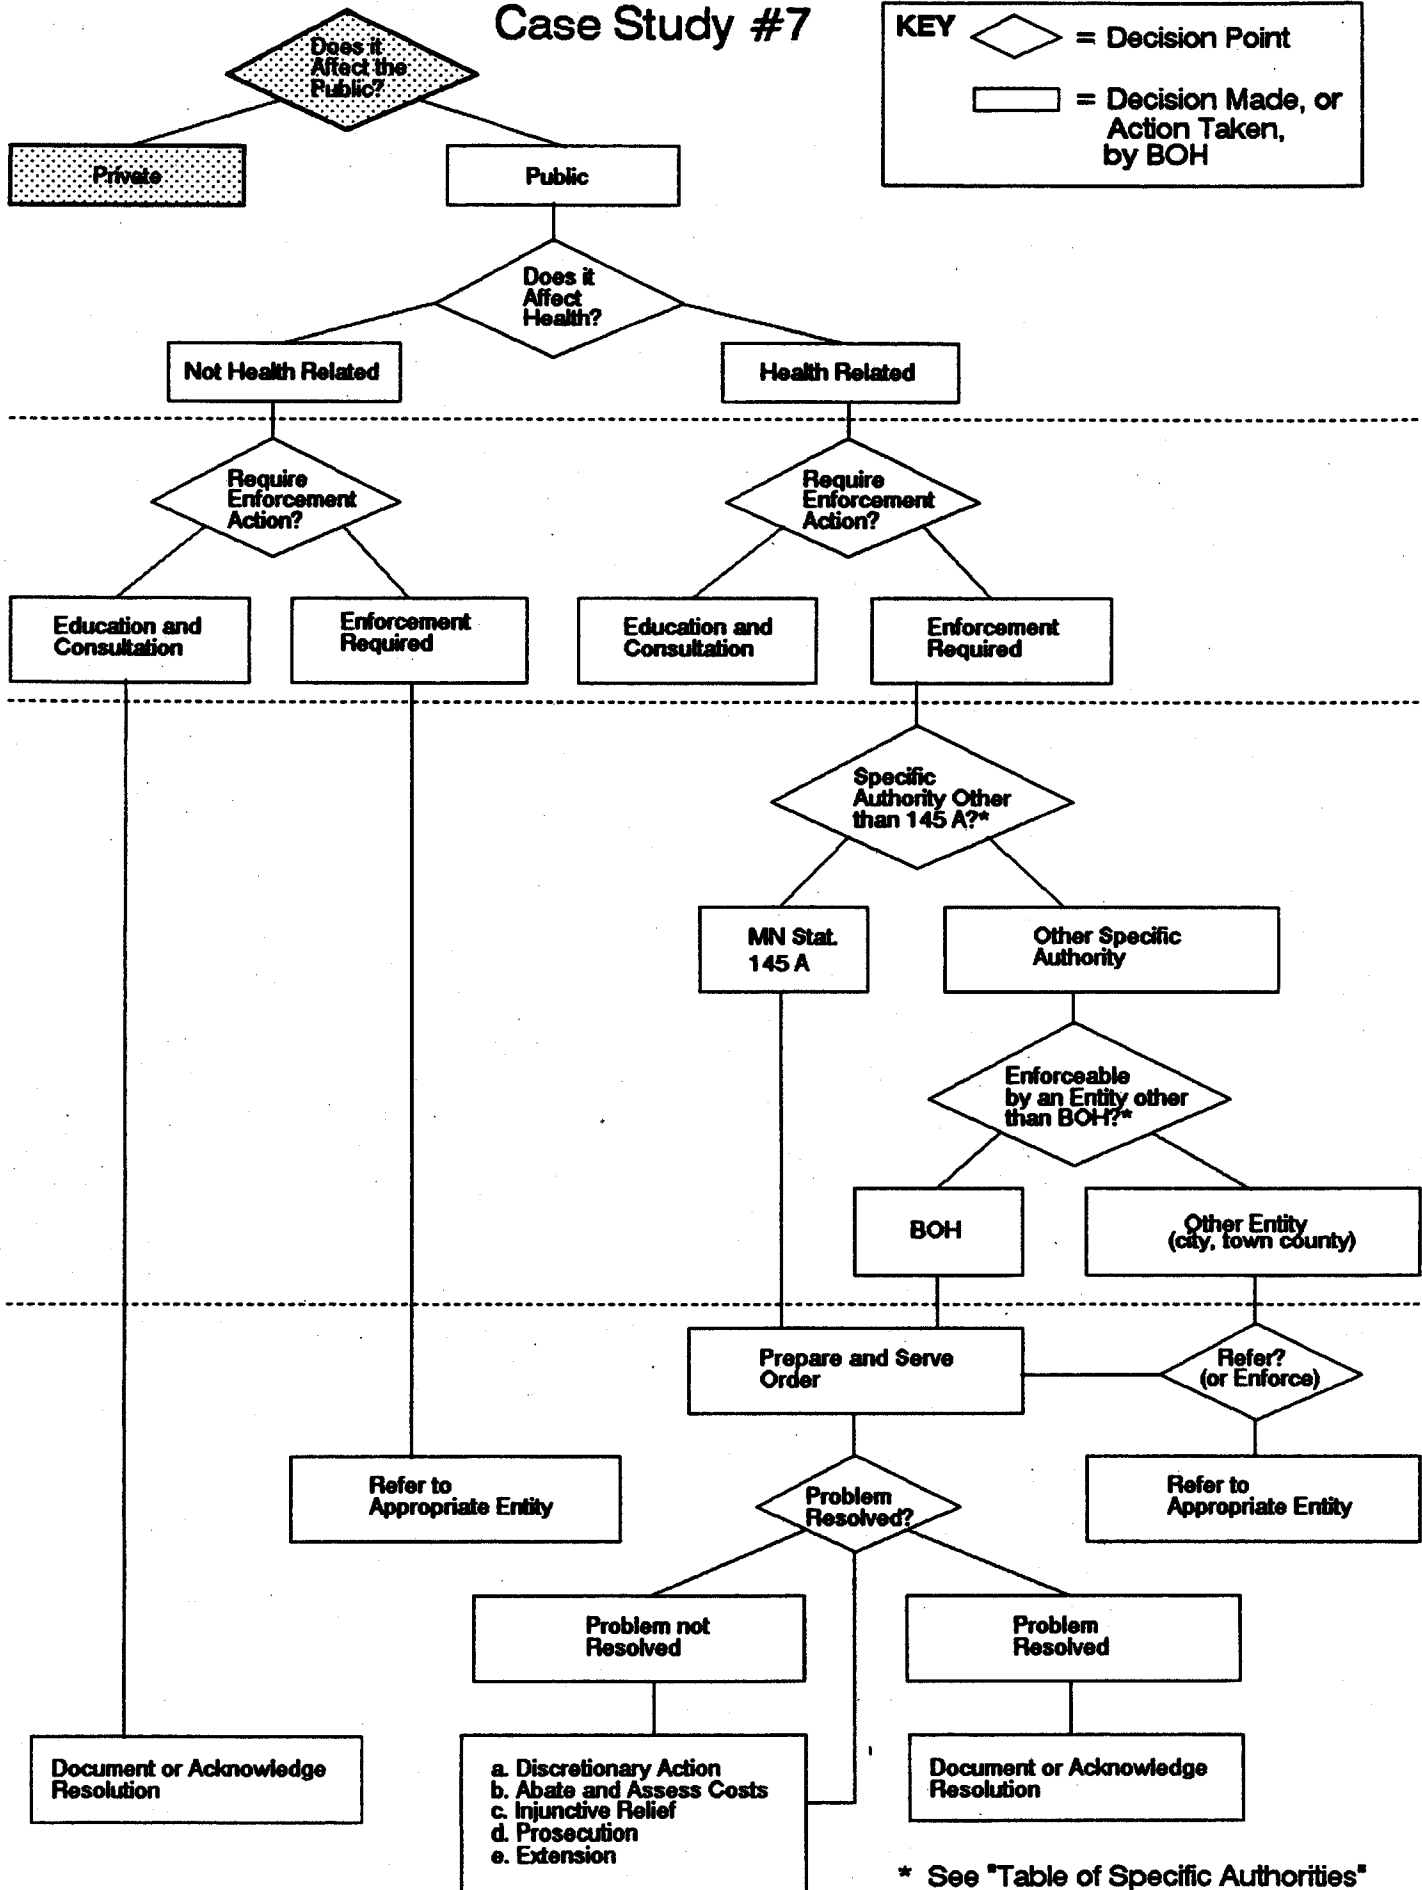 Case Study #7
KEY
= Decision Point
= Decision Made, or
Action Taken,
by BOH
Does it
Affect the
Public?
Private
Public
Does it
Affect
Health?
Not Health Related
Health Related
Require
Enforcement
Action?
Require
Enforcement
Action?
Education and
Consultation
Enforcement
Required
Education and
Consultation
Enforcement
Required
Specific
Authority Other
than 145 A?*
MN Stat.
145 A
Other Specific
Authority
Enforceable
by an Entity other
than BOH?*
BOH
Other Entity
(city, town county)
Prepare and Serve
Order
Refer?
(or Enforce)
Refer to
Appropriate Entity
Problem
Resolved?
Refer to
Appropriate Entity
Problem not
Resolved
Problem
Resolved
Document or Acknowledge
Resolution
a. Discretionary Action
b. Abate and Assess Costs
c. Injunctive Relief
d. Prosecution
e. Extension
Document or Acknowledge
Resolution
* See "Table of Specific Authorities"